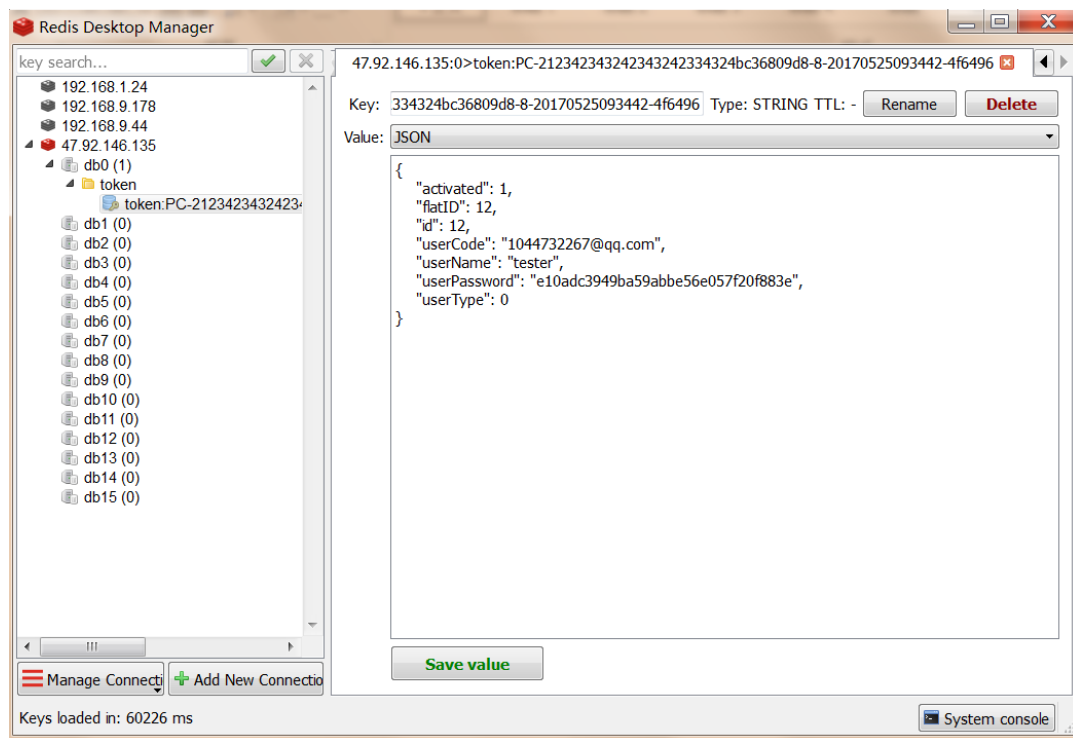 Redis Desktop Manager
key search...
192.168.1.24
192.168.9.178
192.168.9.44
47.92.146.135
db0 (1)
token
token:PC-21234234324234
db1 (0)
db2 (0)
db3 (0)
db4 (0)
db5 (0)
db6 (0)
db7 (0)
db8 (0)
db9 (0)
db10 (0)
db11 (0)
db12 (0)
db13 (0)
db14 (0)
db15 (0)
Manage Connecti
Add New Connectio
47.92.146.135:0>token:PC-212342343242343242334324bc36809d8-8-20170525093442-4f6496
Key: 334324bc36809d8-8-20170525093442-4f6496 Type: STRING TTL: - Rename Delete
Value: JSON
{
"activated": 1,
"flatID": 12,
"id": 12,
"userCode": "1044732267@qq.com",
"userName": "tester",
"userPassword": "e10adc3949ba59abbe56e057f20f883e",
"userType": 0
}
Save value
Keys loaded in: 60226 ms
System console